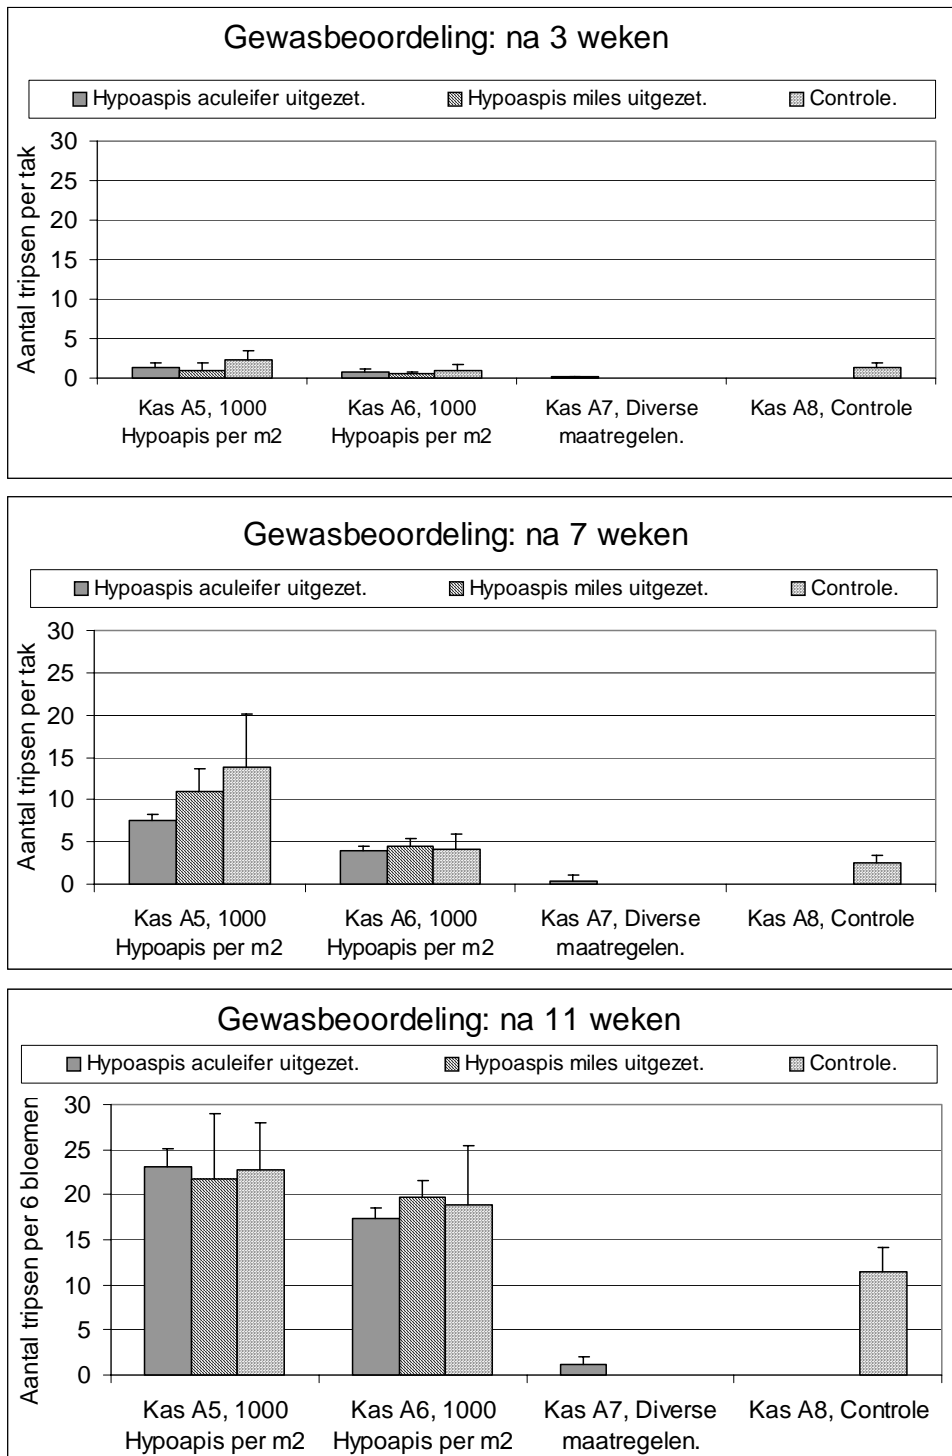 Gewasbeoordeling: na 3 weken
Hypoaspis aculeifer uitgezet. Hypoaspis miles uitgezet. Controle.
Aantal tripsen per tak
30
25
20
15
10
5
0
Kas A5, 1000 Kas A6, 1000 Kas A7, Diverse Kas A8, Controle
Hypoapis per m2 Hypoapis per m2 maatregelen.
Gewasbeoordeling: na 7 weken
Hypoaspis aculeifer uitgezet. Hypoaspis miles uitgezet. Controle.
Aantal tripsen per tak
30
25
20
15
10
5
0
Kas A5, 1000 Kas A6, 1000 Kas A7, Diverse Kas A8, Controle
Hypoapis per m2 Hypoapis per m2 maatregelen.
Gewasbeoordeling: na 11 weken
Hypoaspis aculeifer uitgezet. Hypoaspis miles uitgezet. Controle.
Aantal tripsen per 6 bloemen
30
25
20
15
10
5
0
Kas A5, 1000 Kas A6, 1000 Kas A7, Diverse Kas A8, Controle
Hypoapis per m2 Hypoapis per m2 maatregelen.